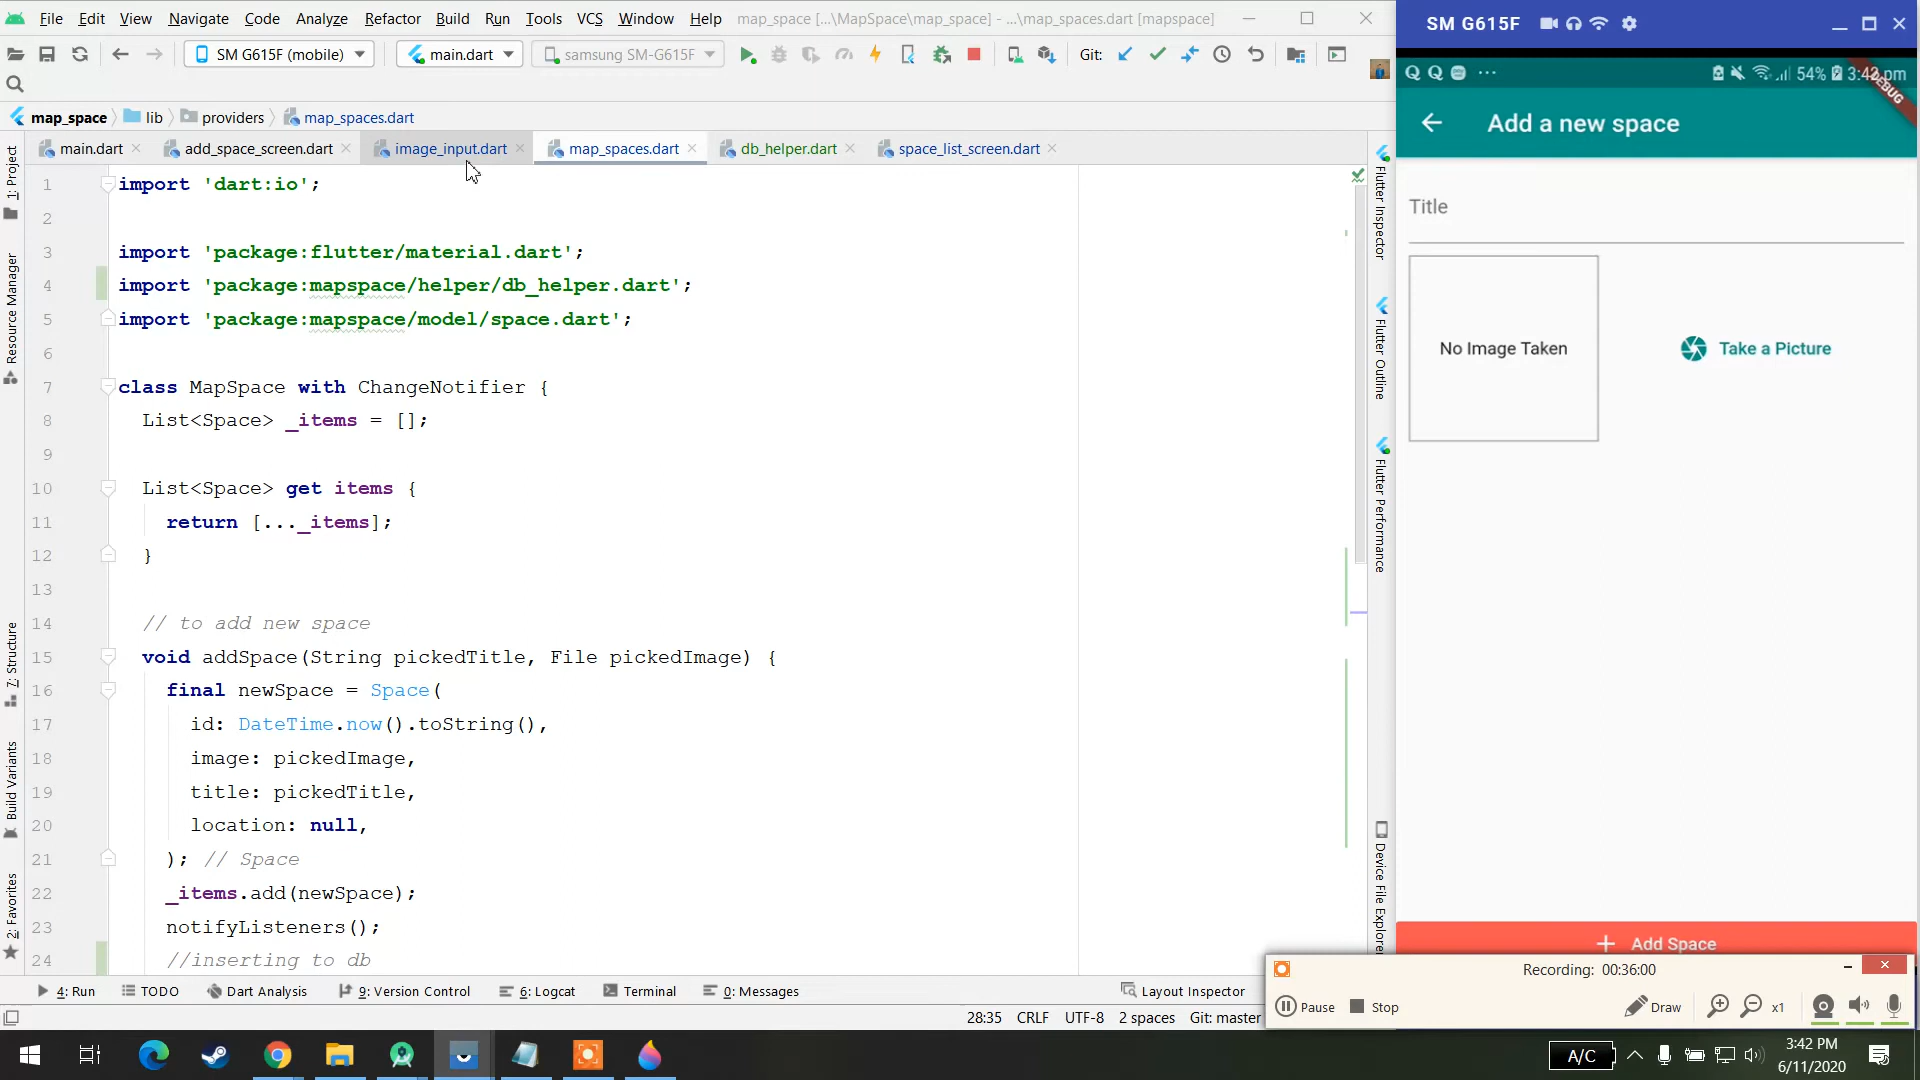 File Edit View Navigate Code Analyze Refactor Build Run Tools VCS Window Help map_space [...\MapSpace\map_space] - ...\map_spaces.dart [mapspace]
SM G615F (mobile) main.dart samsung SM-G615F Git:
map_space lib providers map_spaces.dart
main.dart add_space_screen.dart image_input.dart map_spaces.dart db_helper.dart space_list_screen.dart
1 import 'dart:io';
2
3 import 'package:flutter/material.dart';
4 import 'package:mapspace/helper/db_helper.dart';
5 import 'package:mapspace/model/space.dart';
6
7 class MapSpace with ChangeNotifier {
8 List<Space> _items = [];
9
10 List<Space> get items {
11 return [..._items];
12 }
13
14 // to add new space
15 void addSpace(String pickedTitle, File pickedImage) {
16 final newSpace = Space(
17 id: DateTime.now().toString(),
18 image: pickedImage,
19 title: pickedTitle,
20 location: null,
21 ); // Space
22 _items.add(newSpace);
23 notifyListeners();
24 //inserting to db
1: Project
Resource Manager
7: Structure
Build Variants
2: Favorites
Flutter Inspector
Flutter Outline
Flutter Performance
Device File Explorer
4: Run TODO Dart Analysis 9: Version Control 6: Logcat Terminal 0: Messages Layout Inspector
28:35 CRLF UTF-8 2 spaces Git: master
SM G615F
54% 3:42 pm
DEBUG
Add a new space
Title
No Image Taken
Take a Picture
Add Space
Recording: 00:36:00
Pause Stop Draw x1
A/C
3:42 PM
6/11/2020